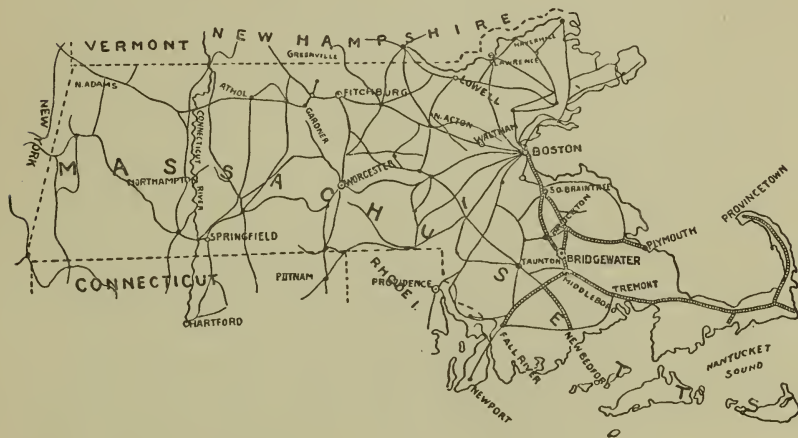 VERMONT
NEW HAMPSHIRE
GREENVILLE
HAVERHILL
LAWRENCE
N. ADAMS
LOWELL
ATHOL
FITCHBURG
GARDNER
N. ACTON
WALTHAM
NEW YORK
CONNECTICUT RIVER
BOSTON
MASSACHUSETTS
NORTHAMPTON
WORCESTER
SO. BRAINTREE
PROVINCETOWN
BROCKTON
SPRINGFIELD
PLYMOUTH
TAUNTON
BRIDGEWATER
CONNECTICUT
PUTNAM
RHODE I.
PROVIDENCE
MIDDLEBORO
TREMONT
HARTFORD
FALL RIVER
NEW BEDFORD
NANTUCKET
SOUND
NEWPORT